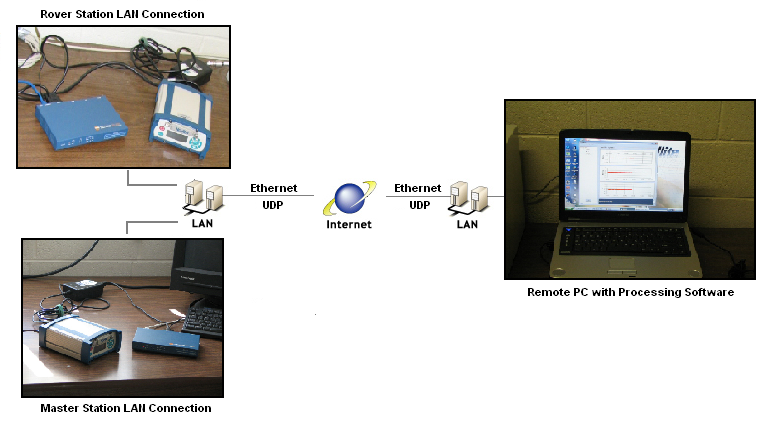 Rover Station LAN Connection
Ethernet
UDP
LAN
Internet
Ethernet
UDP
LAN
Remote PC with Processing Software
Master Station LAN Connection